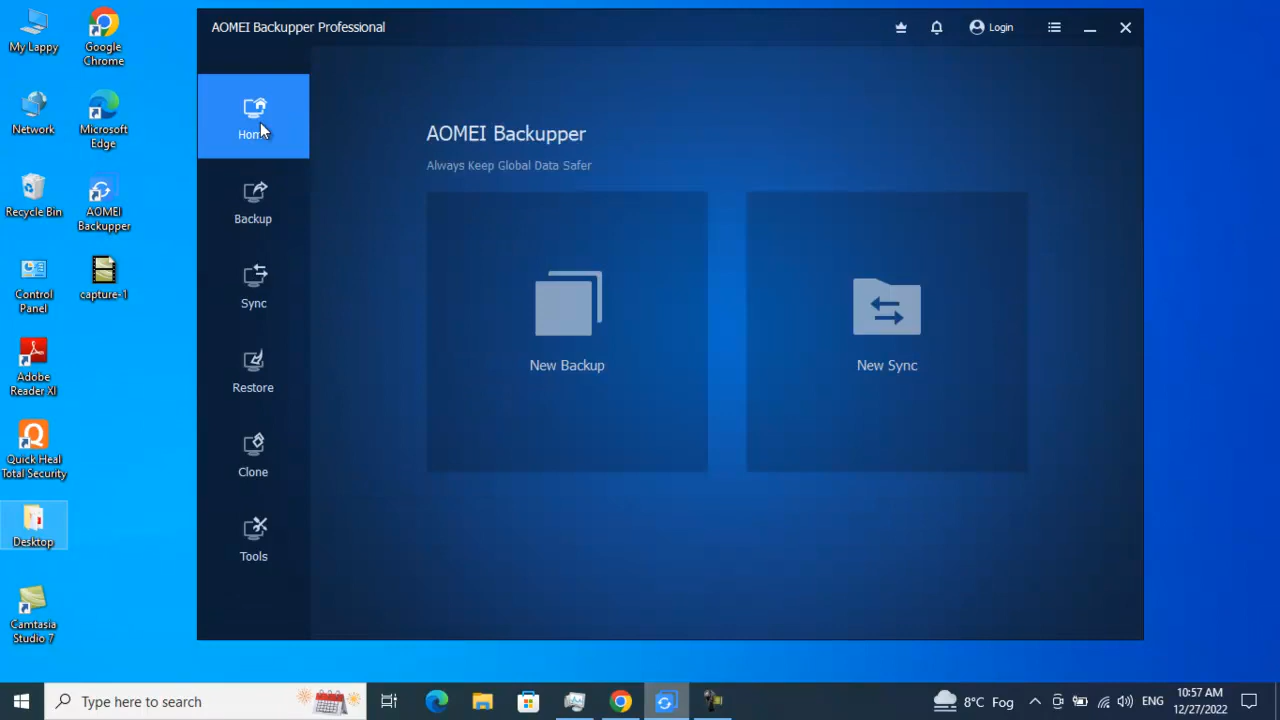 My Lappy
Google
Chrome
Network
Microsoft
Edge
Recycle Bin
AOMEI
Backupper
Control
Panel
capture-1
Adobe
Reader XI
Quick Heal
Total Security
Desktop
Camtasia
Studio 7
AOMEI Backupper Professional
Login
Home
Backup
Sync
Restore
Clone
Tools
AOMEI Backupper
Always Keep Global Data Safer
New Backup
New Sync
Type here to search
8°C Fog
ENG
10:57 AM
12/27/2022